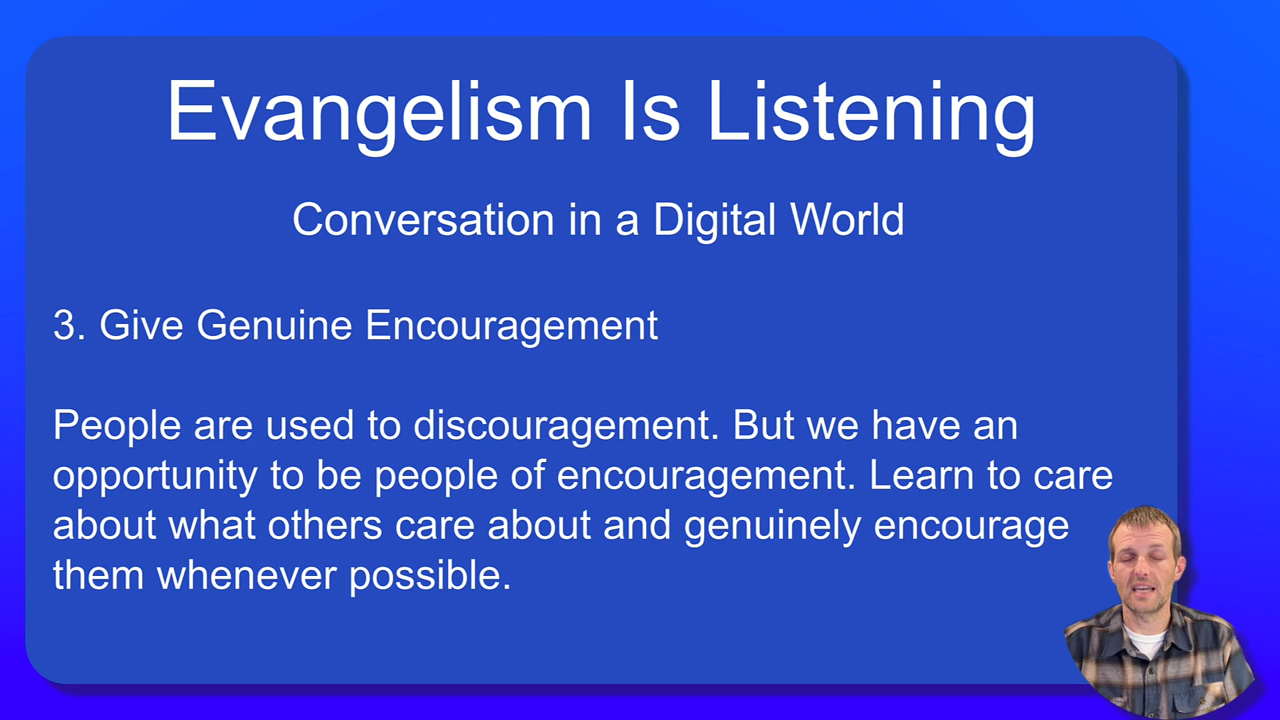 Evangelism Is Listening
Conversation in a Digital World
3. Give Genuine Encouragement
People are used to discouragement. But we have an
opportunity to be people of encouragement. Learn to care
about what others care about and genuinely encourage
them whenever possible.